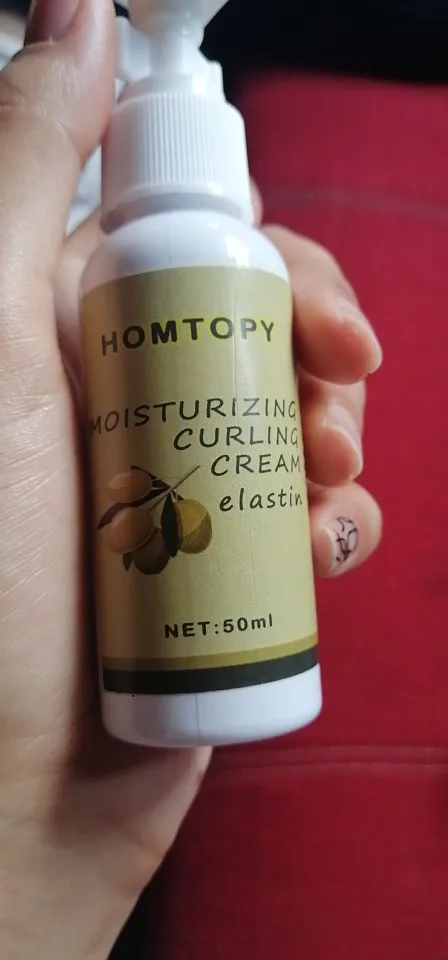 HOMTOPY
MOISTURIZING
CURLING
CREAM
elastin
NET:50ml